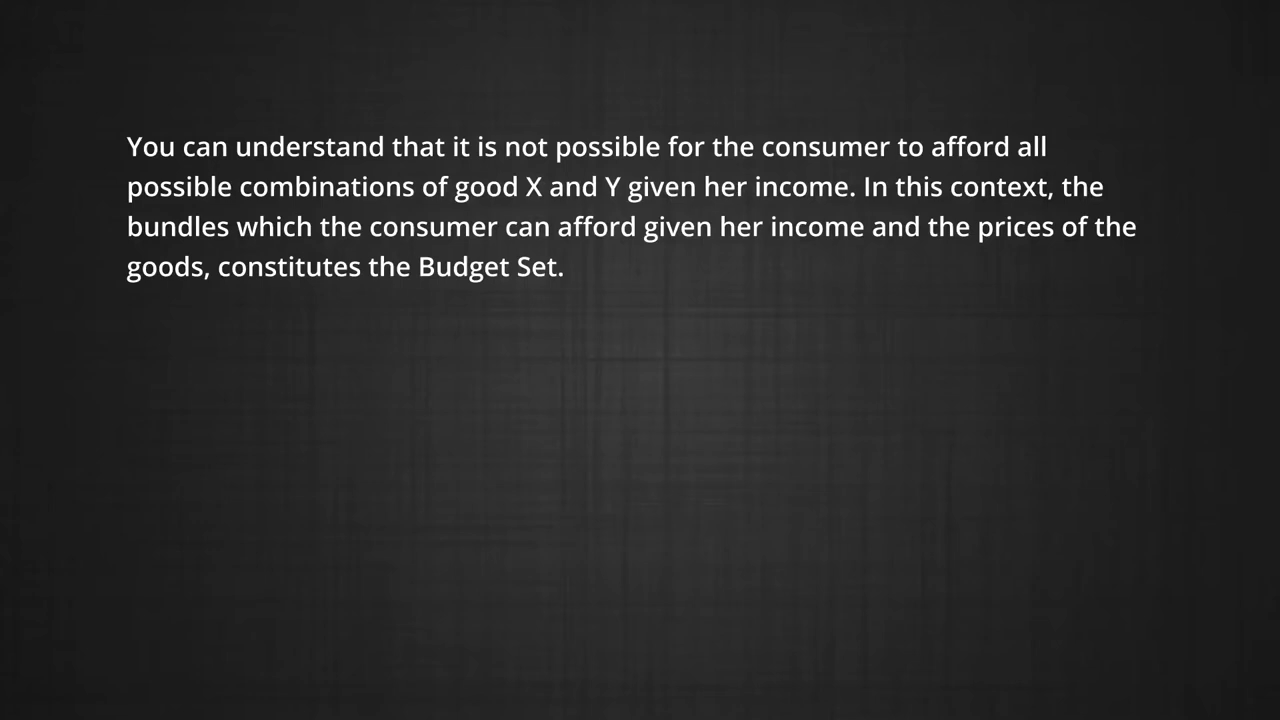 You can understand that it is not possible for the consumer to afford all
possible combinations of good X and Y given her income. In this context, the
bundles which the consumer can afford given her income and the prices of the
goods, constitutes the Budget Set.